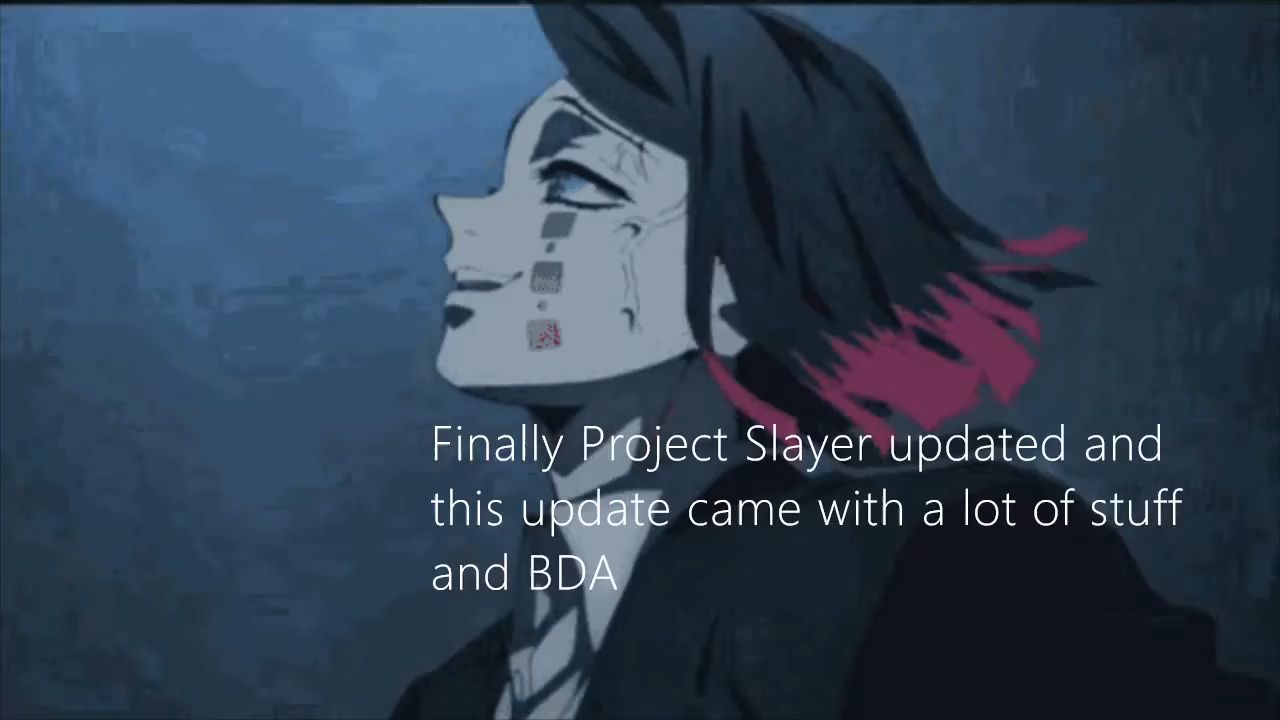 Finally Project Slayer updated and
this update came with a lot of stuff
and BDA